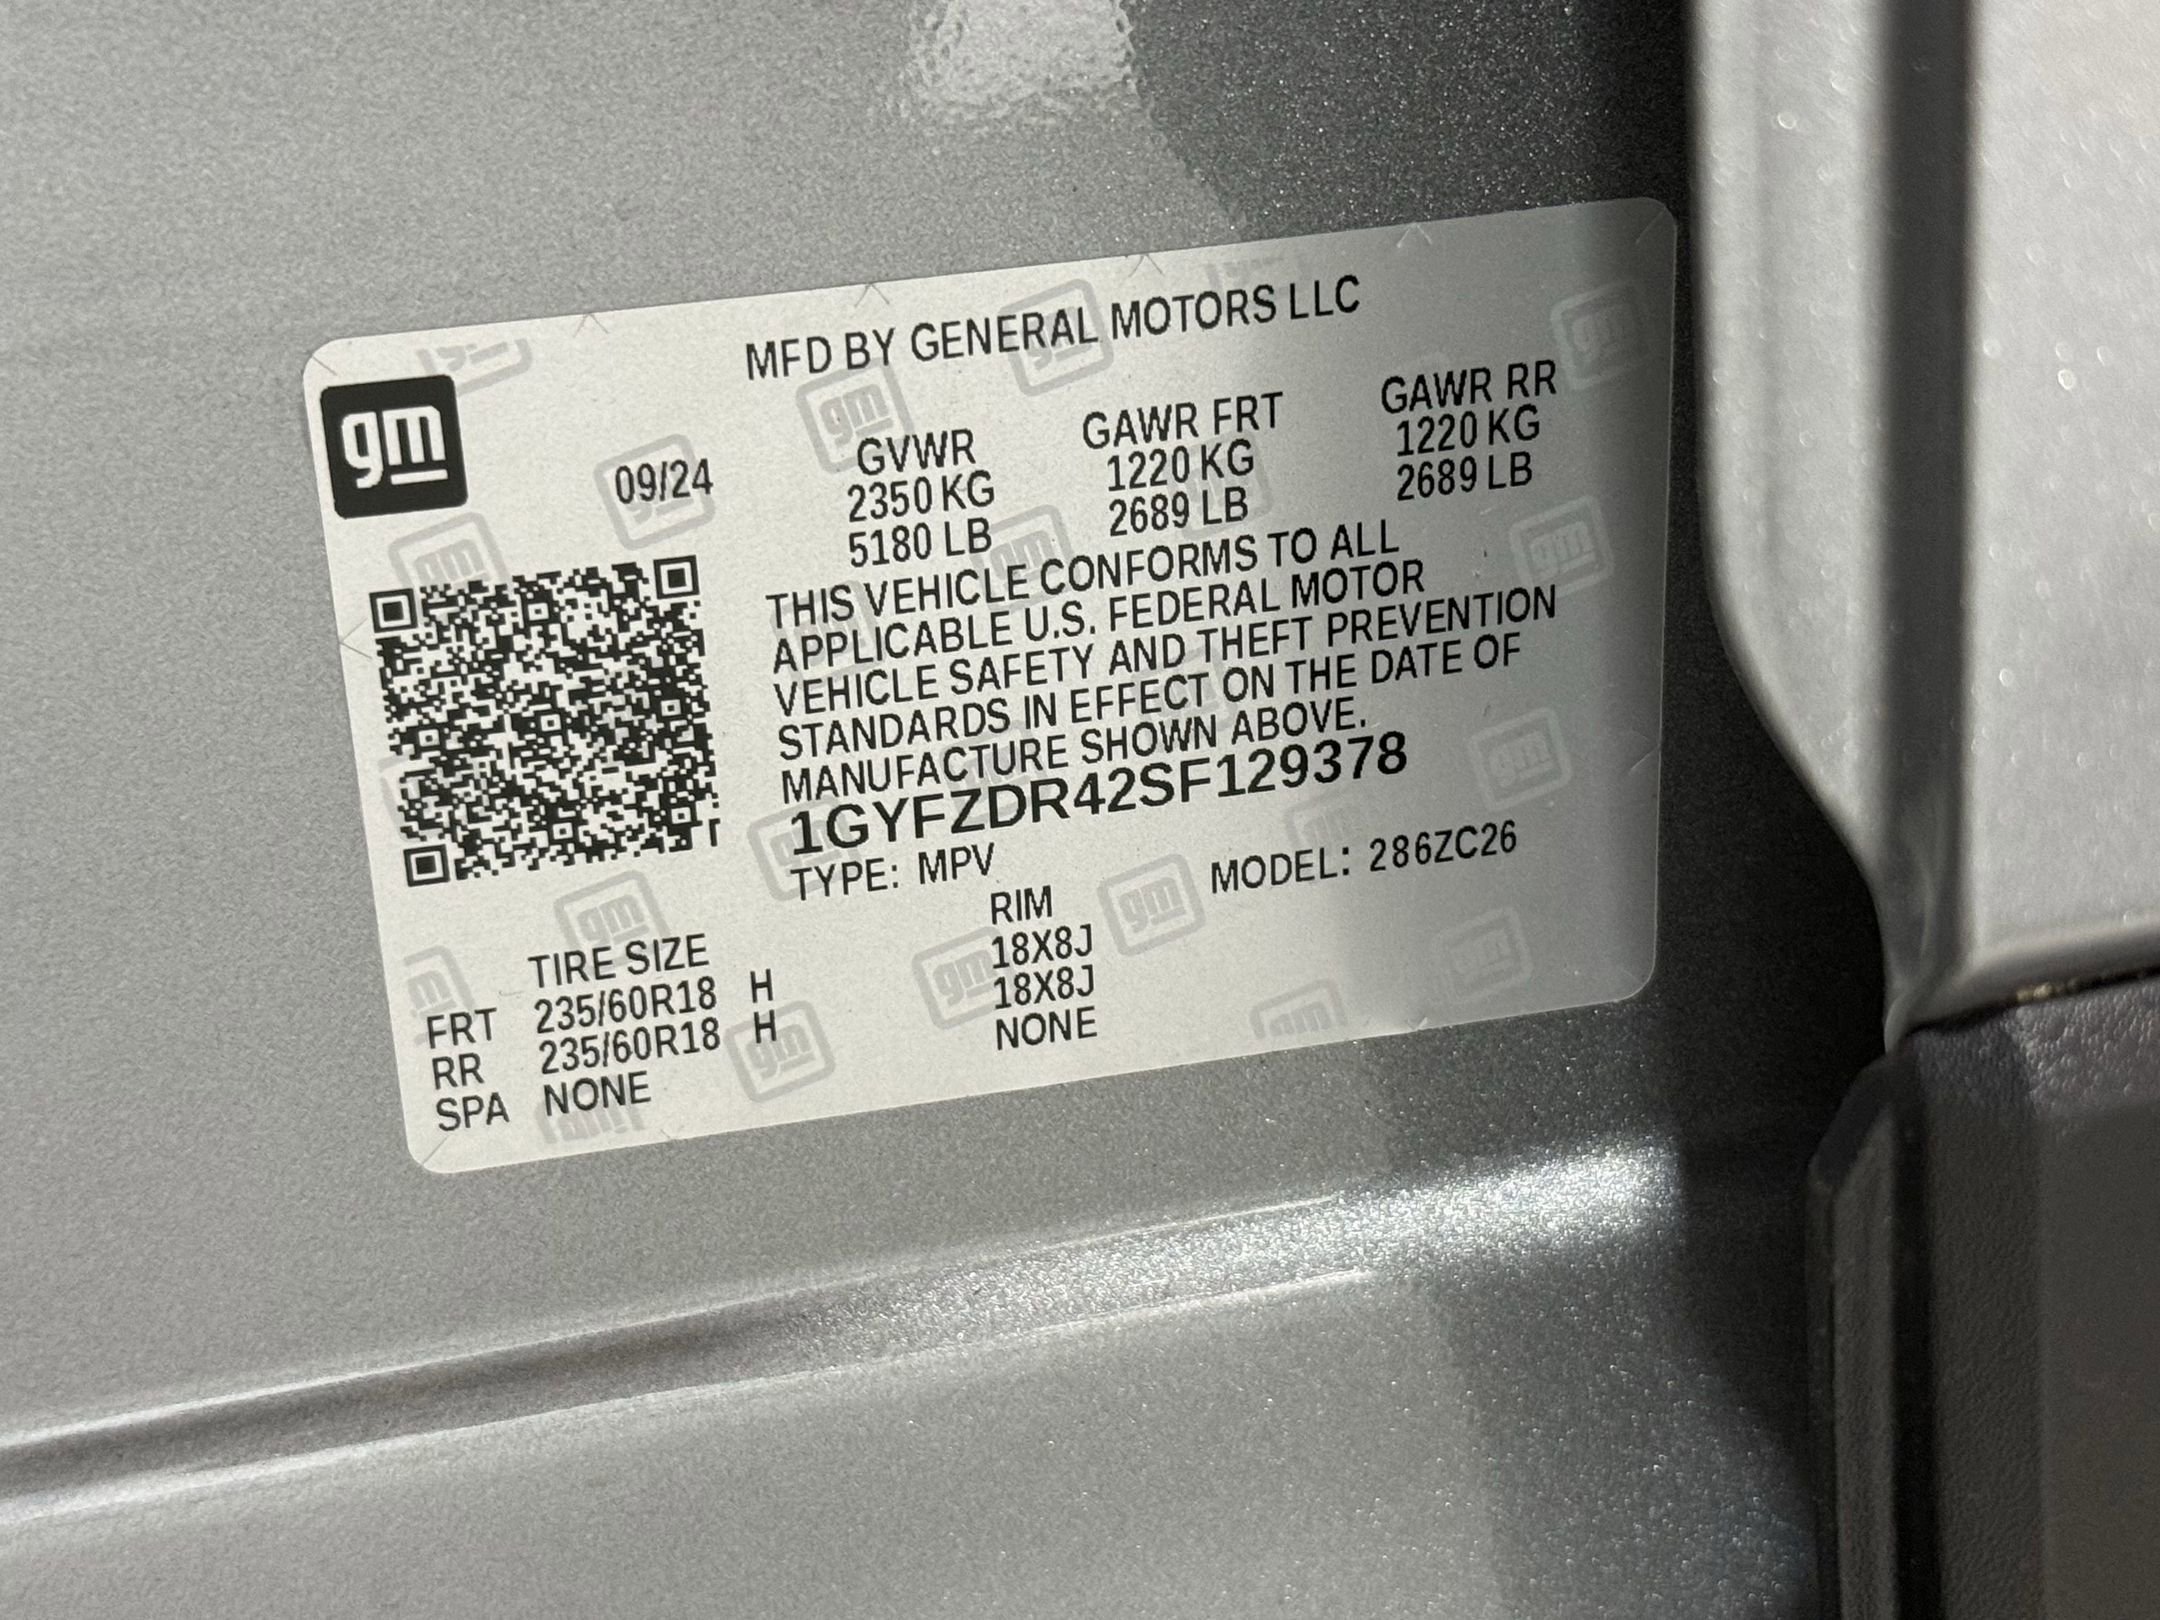 MFD BY GENERAL MOTORS LLC
gm
09/24
GVWR GAWR FRT GAWR RR
2350 KG 1220 KG 1220 KG
5180 LB 2689 LB 2689 LB
THIS VEHICLE CONFORMS TO ALL
APPLICABLE U.S. FEDERAL MOTOR
VEHICLE SAFETY AND THEFT PREVENTION
STANDARDS IN EFFECT ON THE DATE OF
MANUFACTURE SHOWN ABOVE.
1GYFZDR42SF129378
TYPE: MPV MODEL: 286ZC26
TIRE SIZE RIM
FRT 235/60R18 H 18X8J
RR 235/60R18 H 18X8J
SPA NONE NONE